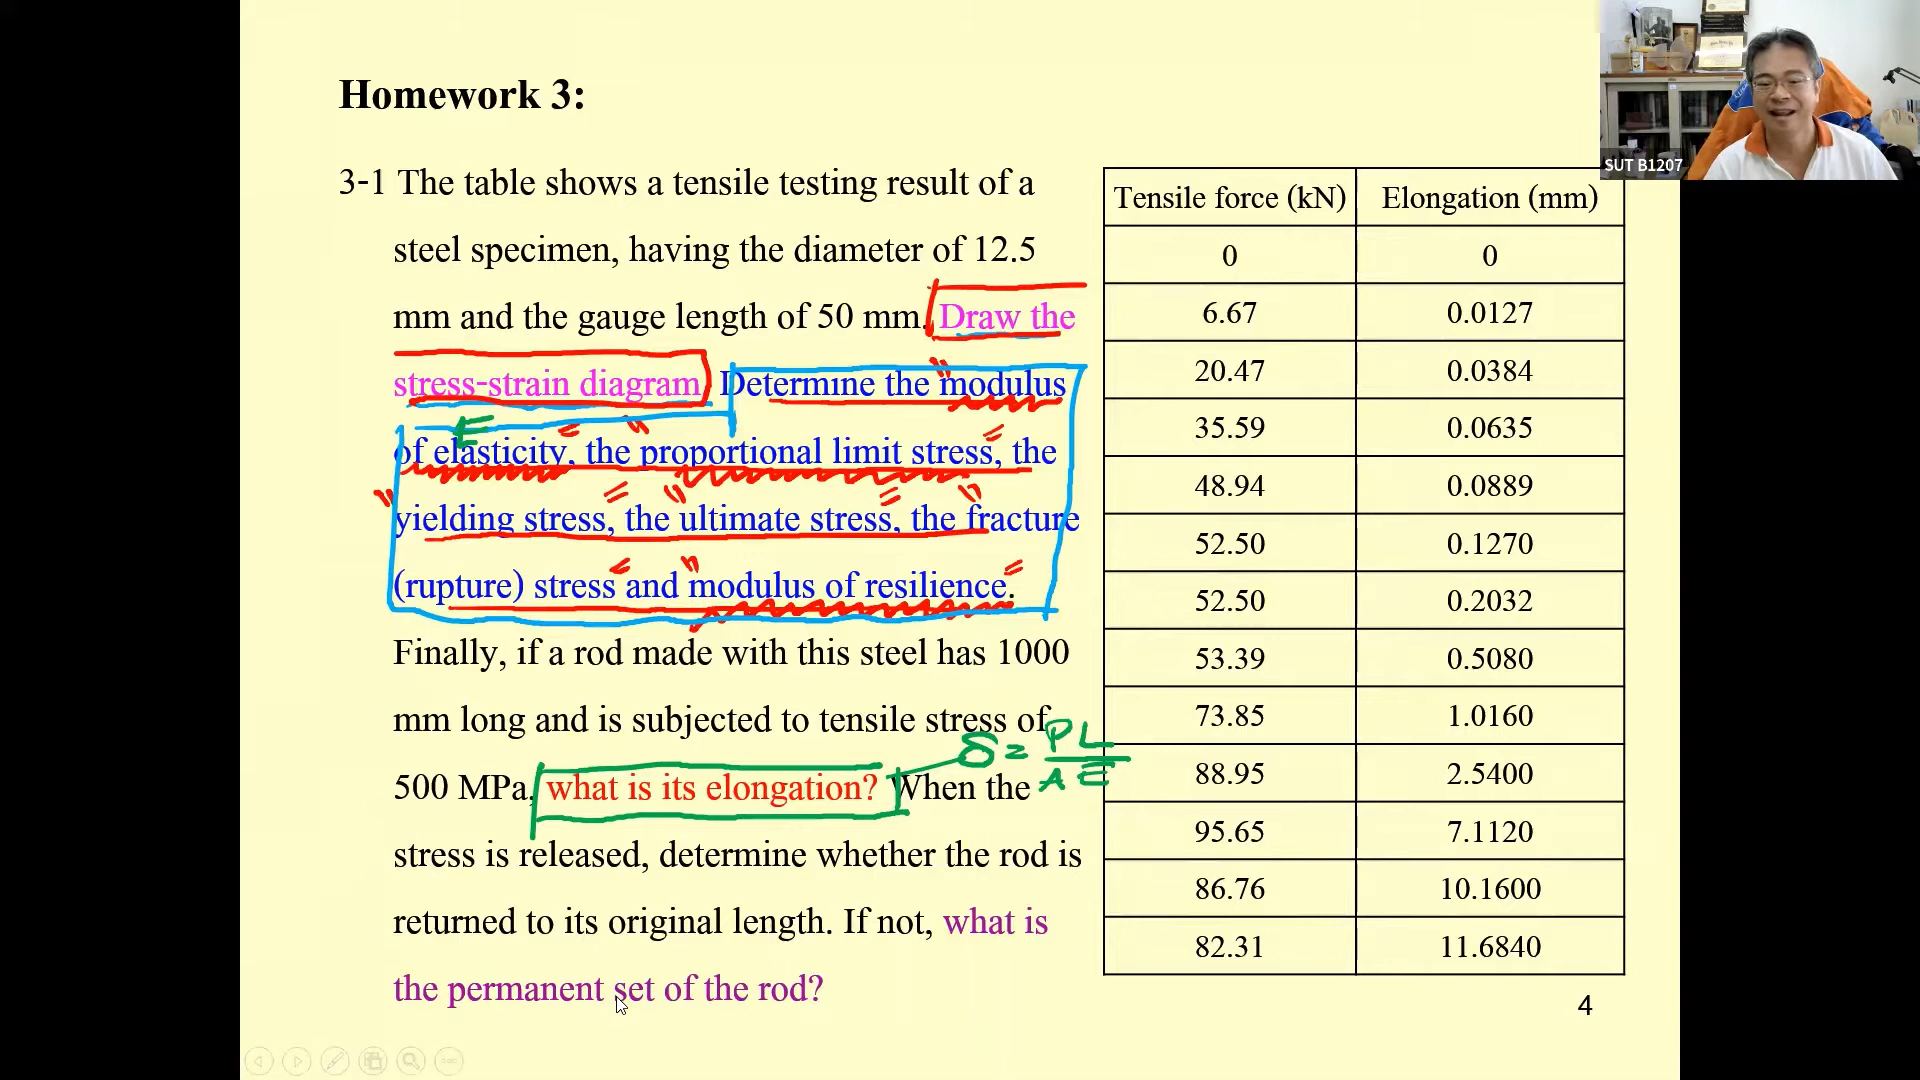 Homework 3:
3-1 The table shows a tensile testing result of a
steel specimen, having the diameter of 12.5
mm and the gauge length of 50 mm. Draw the
stress-strain diagram. Determine the modulus
E
of elasticity, the proportional limit stress, the
yielding stress, the ultimate stress, the fracture
(rupture) stress and modulus of resilience.
Finally, if a rod made with this steel has 1000
mm long and is subjected to tensile stress of
500 MPa, what is its elongation? When the
δ = PL
AE
stress is released, determine whether the rod is
returned to its original length. If not, what is
the permanent set of the rod?
Tensile force (kN) Elongation (mm)
0 0
6.67 0.0127
20.47 0.0384
35.59 0.0635
48.94 0.0889
52.50 0.1270
52.50 0.2032
53.39 0.5080
73.85 1.0160
88.95 2.5400
95.65 7.1120
86.76 10.1600
82.31 11.6840
4
SUT B1207